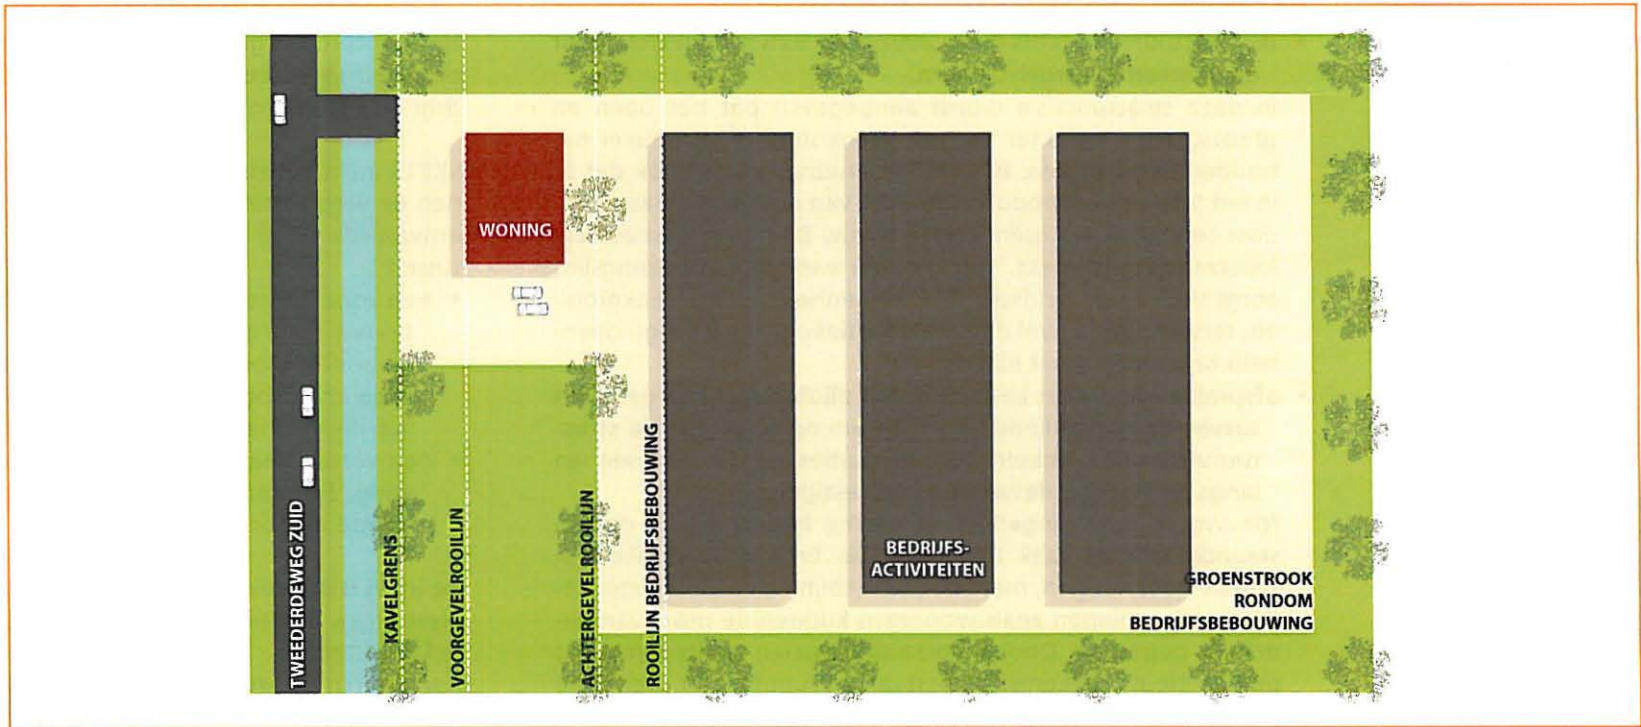 WONING
TWEEDERDEWEG ZUID
KAVELGRENS
VOORGEVELROOILIJN
ACHTERGEVELROOILIJN
ROOILIJN BEDRIJFSBEBOUWING
BEDRIJFS-
ACTIVITEITEN
GROENSTROOK
RONDOM
BEDRIJFSBEBOUWING